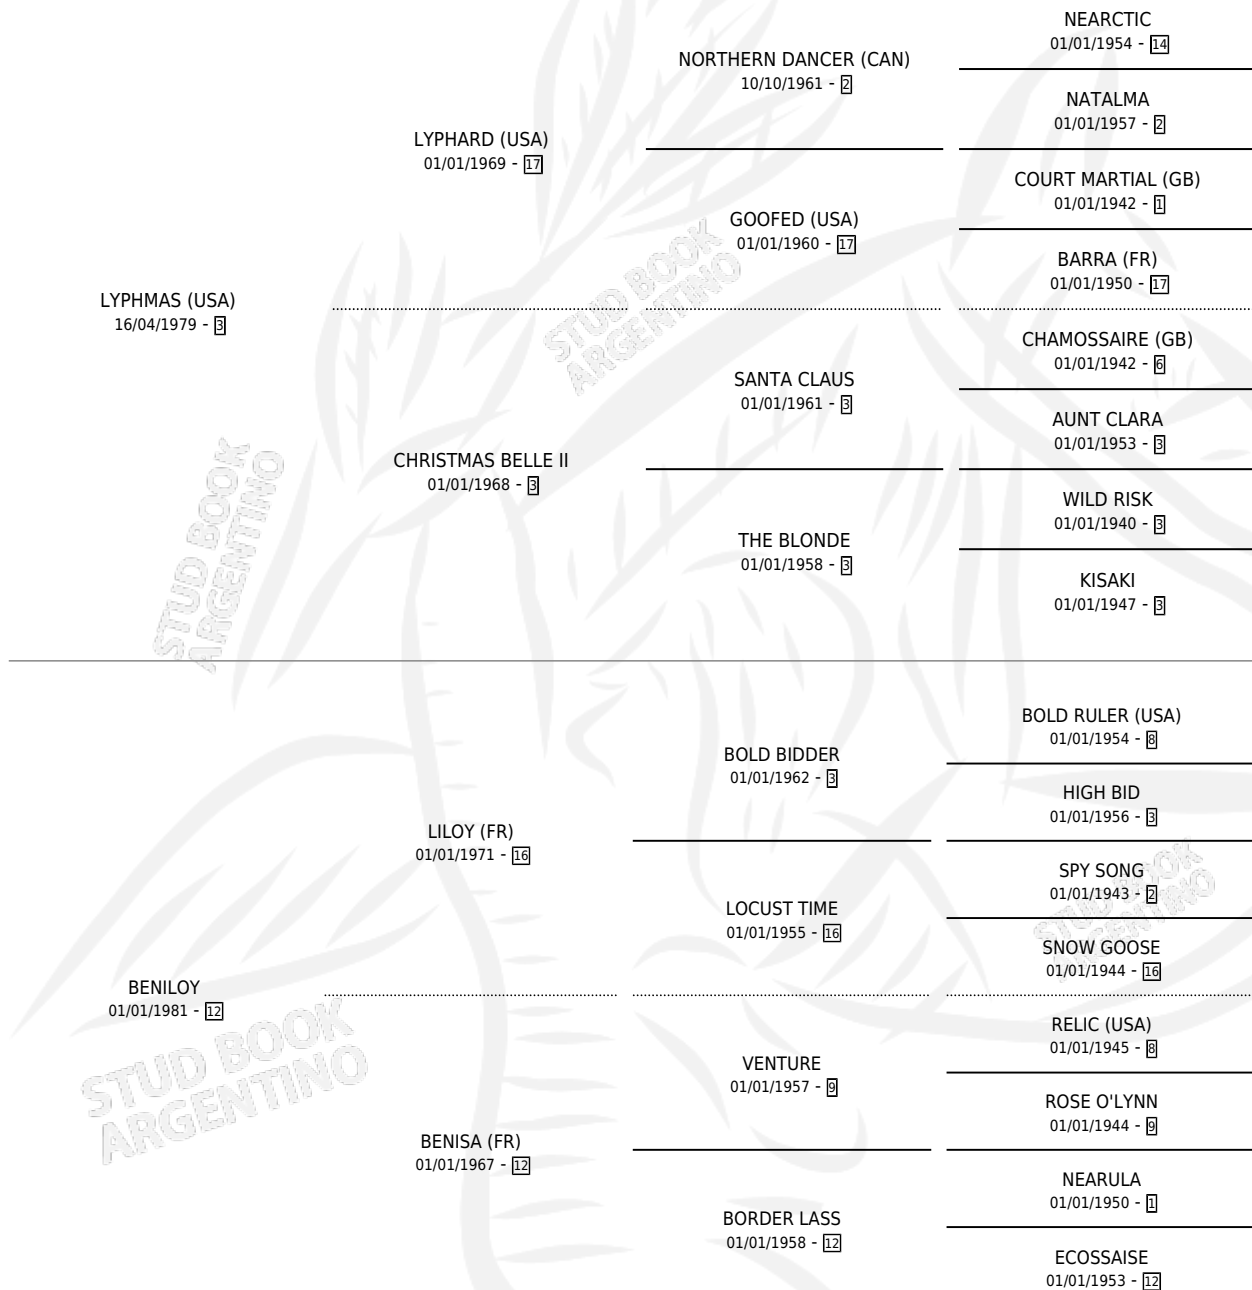 NEARCTIC
01/01/1954 - 14
NORTHERN DANCER (CAN)
10/10/1961 - 2
NATALMA
01/01/1957 - 2
LYPHARD (USA)
01/01/1969 - 17
COURT MARTIAL (GB)
01/01/1942 - 1
GOOFED (USA)
01/01/1960 - 17
BARRA (FR)
01/01/1950 - 17
LYPHMAS (USA)
16/04/1979 - 3
STUD BOOK
ARGENTINO
CHAMOSSAIRE (GB)
01/01/1942 - 6
SANTA CLAUS
01/01/1961 - 3
AUNT CLARA
01/01/1953 - 3
CHRISTMAS BELLE II
01/01/1968 - 3
WILD RISK
01/01/1940 - 3
THE BLONDE
01/01/1958 - 3
KISAKI
01/01/1947 - 3
STUD BOOK
ARGENTINO
BOLD RULER (USA)
01/01/1954 - 8
BOLD BIDDER
01/01/1962 - 3
HIGH BID
01/01/1956 - 3
LILOY (FR)
01/01/1971 - 16
SPY SONG
01/01/1943 - 2
LOCUST TIME
01/01/1955 - 16
STUD BOOK
ARGENTINO
SNOW GOOSE
01/01/1944 - 16
BENILOY
01/01/1981 - 12
RELIC (USA)
01/01/1945 - 8
VENTURE
01/01/1957 - 9
ROSE O'LYNN
01/01/1944 - 9
STUD BOOK
ARGENTINO
BENISA (FR)
01/01/1967 - 12
NEARULA
01/01/1950 - 1
BORDER LASS
01/01/1958 - 12
ECOSSAISE
01/01/1953 - 12